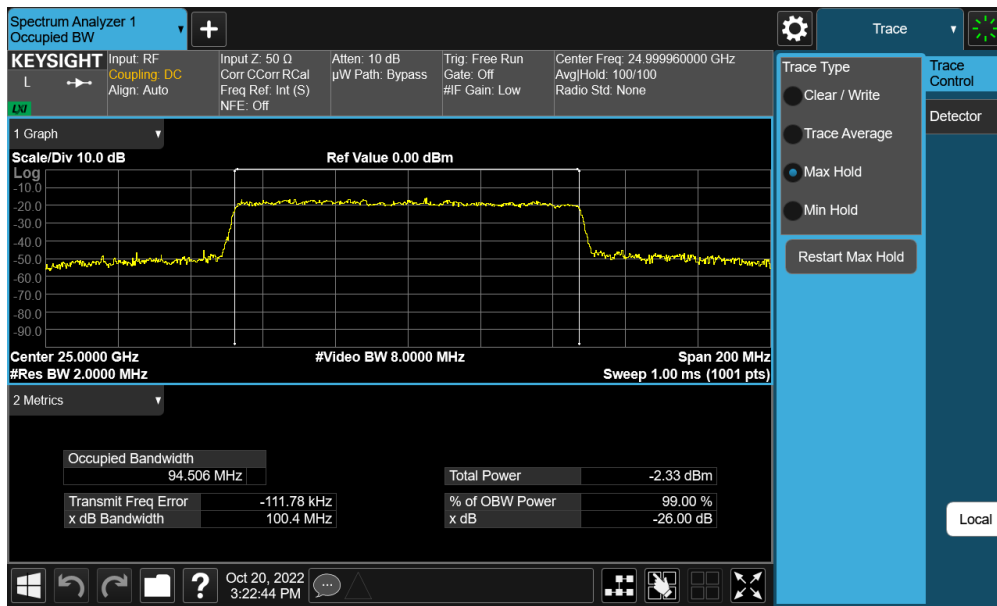 Spectrum Analyzer 1
Occupied BW
+
Trace
KEYSIGHT
L
LXI
Input: RF
Coupling: DC
Align: Auto
Input Z: 50 Ω
Corr CCorr RCal
Freq Ref: Int (S)
NFE: Off
Atten: 10 dB
µW Path: Bypass
Trig: Free Run
Gate: Off
#IF Gain: Low
Center Freq: 24.999960000 GHz
Avg|Hold: 100/100
Radio Std: None
Trace Type
Clear / Write
Trace Average
Max Hold
Min Hold
Restart Max Hold
Trace
Control
Detector
Local
1 Graph
Scale/Div 10.0 dB
Ref Value 0.00 dBm
Log
-10.0
-20.0
-30.0
-40.0
-50.0
-60.0
-70.0
-80.0
-90.0
Center 25.0000 GHz
#Video BW 8.0000 MHz
Span 200 MHz
#Res BW 2.0000 MHz
Sweep 1.00 ms (1001 pts)
2 Metrics
Occupied Bandwidth
94.506 MHz
Total Power -2.33 dBm
Transmit Freq Error -111.78 kHz
% of OBW Power 99.00 %
x dB Bandwidth 100.4 MHz
x dB -26.00 dB
?
Oct 20, 2022
3:22:44 PM